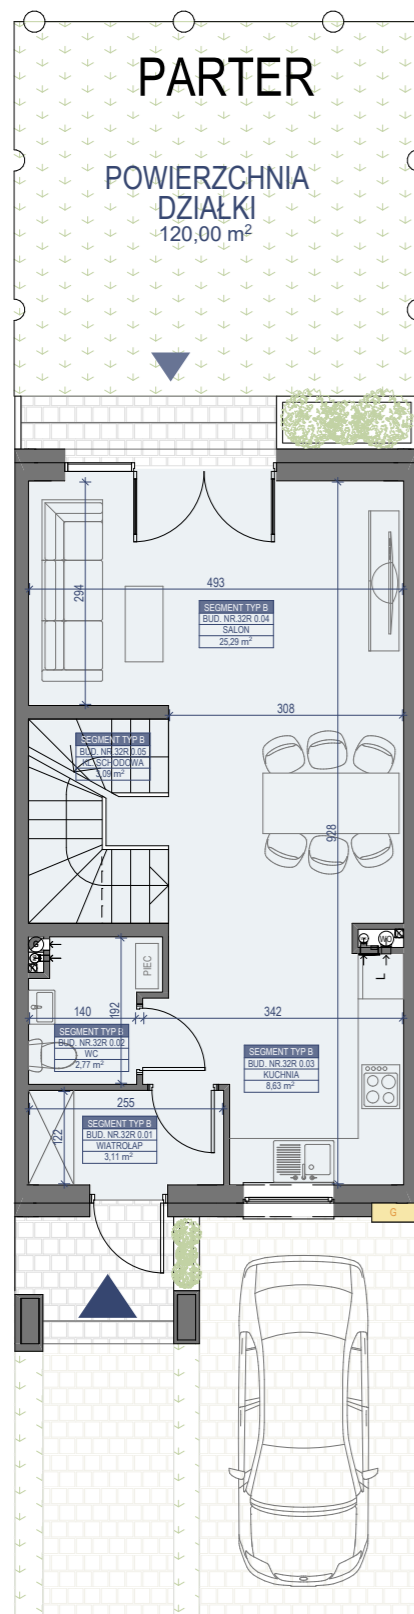 PARTER
POWIERZCHNIA
DZIAŁKI
120,00 m²
294
493
SEGMENT TYP B
BUD. NR.32R 0.04
SALON
25,29 m²
308
SEGMENT TYP B
BUD. NR.32R 0.05
KL. SCHODOWA
3,09 m²
928
PIEC
L
140
192
342
SEGMENT TYP B
BUD. NR.32R 0.02
WC
2,77 m²
SEGMENT TYP B
BUD. NR.32R 0.03
KUCHNIA
8,63 m²
255
122
SEGMENT TYP B
BUD. NR.32R 0.01
WIATROŁAP
3,11 m²
G